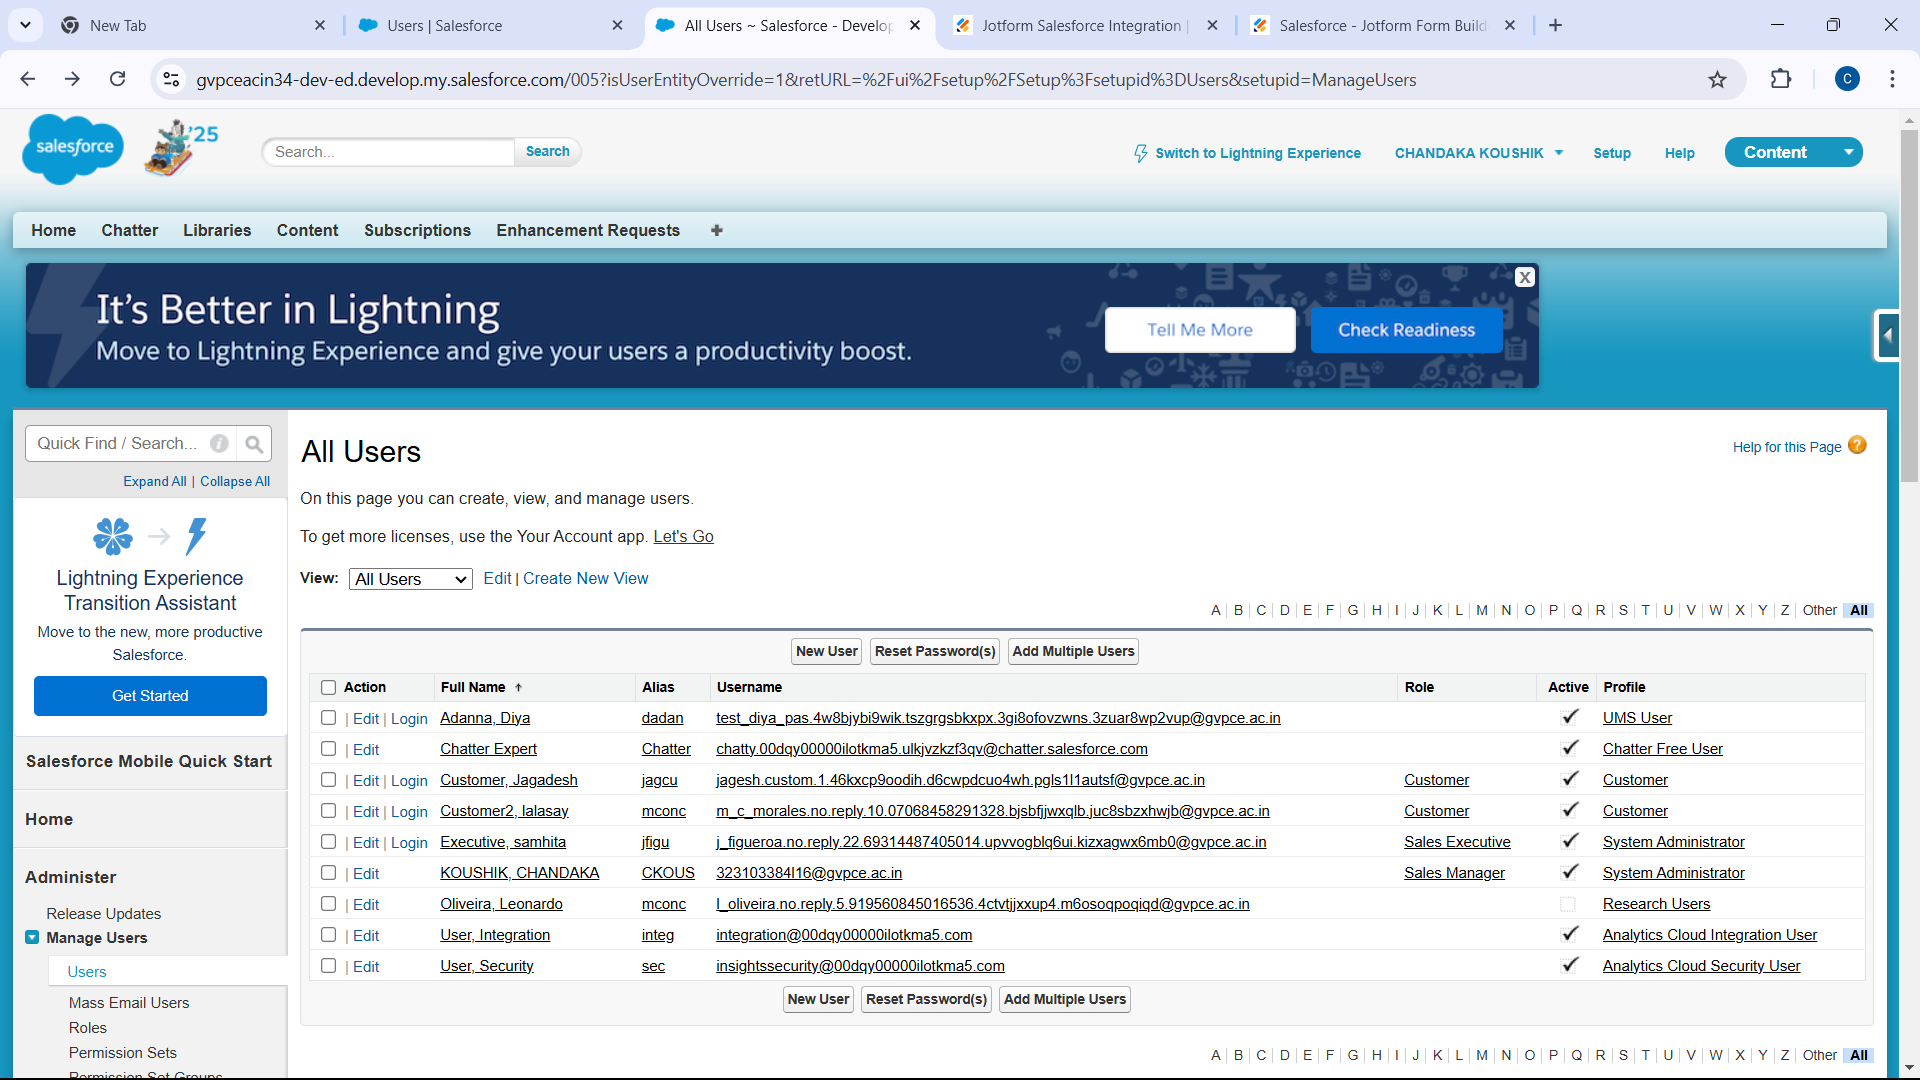 New Tab
Users | Salesforce
All Users ~ Salesforce - Develop
Jotform Salesforce Integration |
Salesforce - Jotform Form Build
gvpceacin34-dev-ed.develop.my.salesforce.com/005?isUserEntityOverride=1&retURL=%2Fui%2Fsetup%2FSetup%3Fsetupid%3DUsers&setupid=ManageUsers
C
salesforce
'25
Search...
Search
Switch to Lightning Experience
CHANDAKA KOUSHIK
Setup
Help
Content
Home
Chatter
Libraries
Content
Subscriptions
Enhancement Requests
+
It's Better in Lightning
Move to Lightning Experience and give your users a productivity boost.
Tell Me More
Check Readiness
X
Quick Find / Search...
Expand All | Collapse All
Lightning Experience
Transition Assistant
Move to the new, more productive
Salesforce.
Get Started
Salesforce Mobile Quick Start
Home
Administer
Release Updates
Manage Users
Users
Mass Email Users
Roles
Permission Sets
Permission Set Groups
All Users
Help for this Page ?
On this page you can create, view, and manage users.
To get more licenses, use the Your Account app. Let's Go
View: All Users Edit | Create New View
A | B | C | D | E | F | G | H | I | J | K | L | M | N | O | P | Q | R | S | T | U | V | W | X | Y | Z | Other All
New User Reset Password(s) Add Multiple Users
Action Full Name Alias Username Role Active Profile
| Edit | Login Adanna, Diya dadan test_diya_pas.4w8bjybi9wik.tszgrgsbkxpx.3gi8ofovzwns.3zuar8wp2vup@gvpce.ac.in UMS User
| Edit Chatter Expert Chatter chatty.00dqy00000ilotkma5.ulkjvzkzf3qv@chatter.salesforce.com Chatter Free User
| Edit | Login Customer, Jagadesh jagcu jagesh.custom.1.46kxcp9oodih.d6cwpdcuo4wh.pgls1l1autsf@gvpce.ac.in Customer Customer
| Edit | Login Customer2, lalasay mconc m_c_morales.no.reply.10.07068458291328.bjsbfjjwxqlb.juc8sbzxhwjb@gvpce.ac.in Customer Customer
| Edit | Login Executive, samhita jfigu j_figueroa.no.reply.22.69314487405014.upvvogblq6ui.kizxagwx6mb0@gvpce.ac.in Sales Executive System Administrator
| Edit KOUSHIK, CHANDAKA CKOUS 323103384l16@gvpce.ac.in Sales Manager System Administrator
| Edit Oliveira, Leonardo mconc l_oliveira.no.reply.5.919560845016536.4ctvtjjxxup4.m6osoqpoqiqd@gvpce.ac.in Research Users
| Edit User, Integration integ integration@00dqy00000ilotkma5.com Analytics Cloud Integration User
| Edit User, Security sec insightssecurity@00dqy00000ilotkma5.com Analytics Cloud Security User
New User Reset Password(s) Add Multiple Users
A | B | C | D | E | F | G | H | I | J | K | L | M | N | O | P | Q | R | S | T | U | V | W | X | Y | Z | Other All